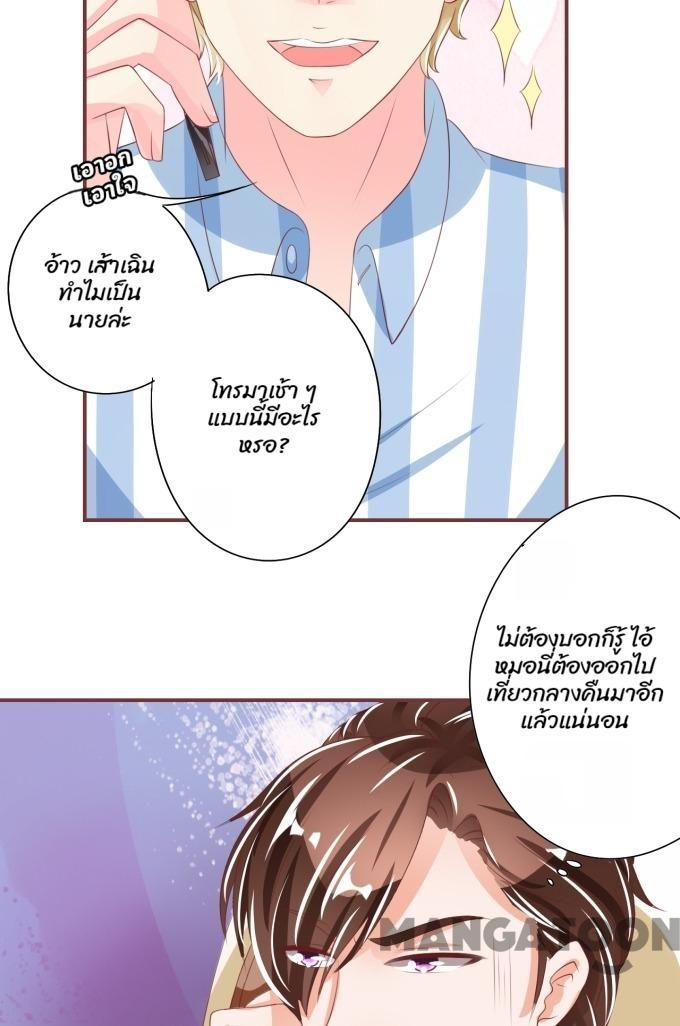 เอาอก
เอาใจ
อ้าว เส้าเฉิน
ทำไมเป็น
นายล่ะ
โทรมาเช้า ๆ
แบบนี้มีอะไร
หรอ?
ไม่ต้องบอกก็รู้ ไอ้
หมอนี่ต้องออกไป
เที่ยวกลางคืนมาอีก
แล้วแน่นอน
MANGATOON